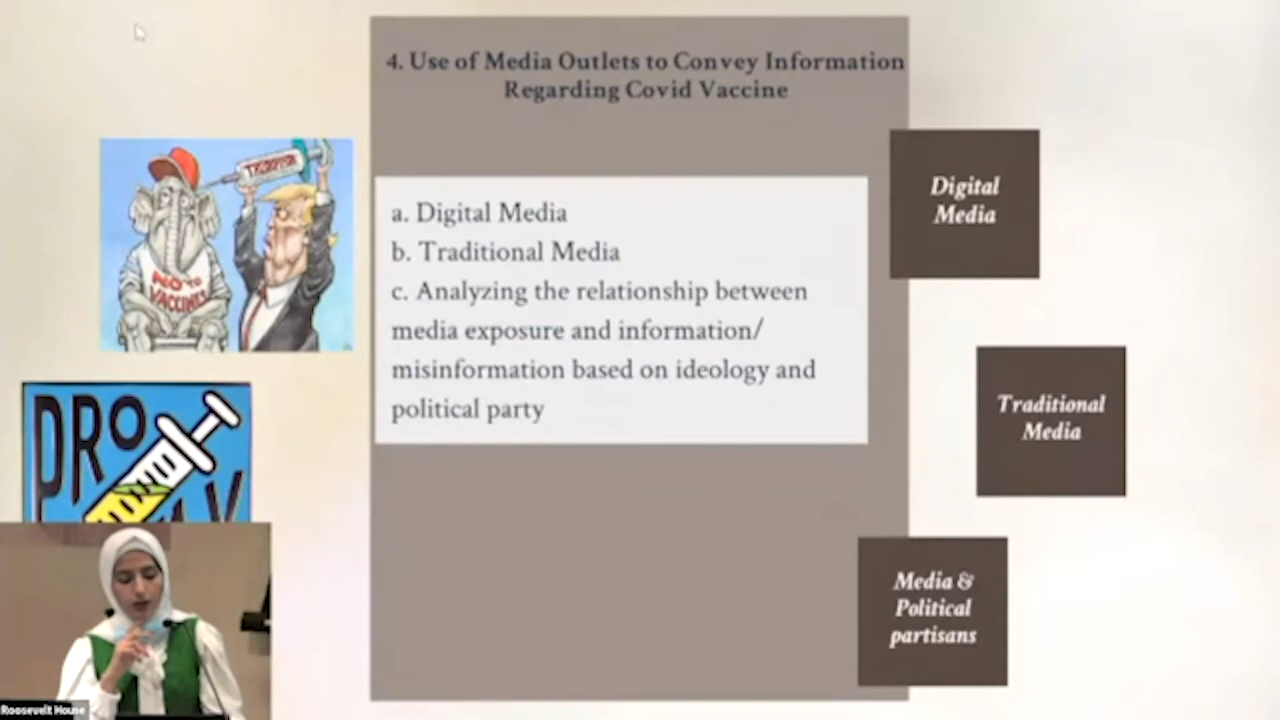 4. Use of Media Outlets to Convey Information
Regarding Covid Vaccine
NO TO
VACCINES
a. Digital Media
b. Traditional Media
c. Analyzing the relationship between
media exposure and information/
misinformation based on ideology and
political party
Digital
Media
Traditional
Media
Media &
Political
partisans
PRO
Roosevelt House